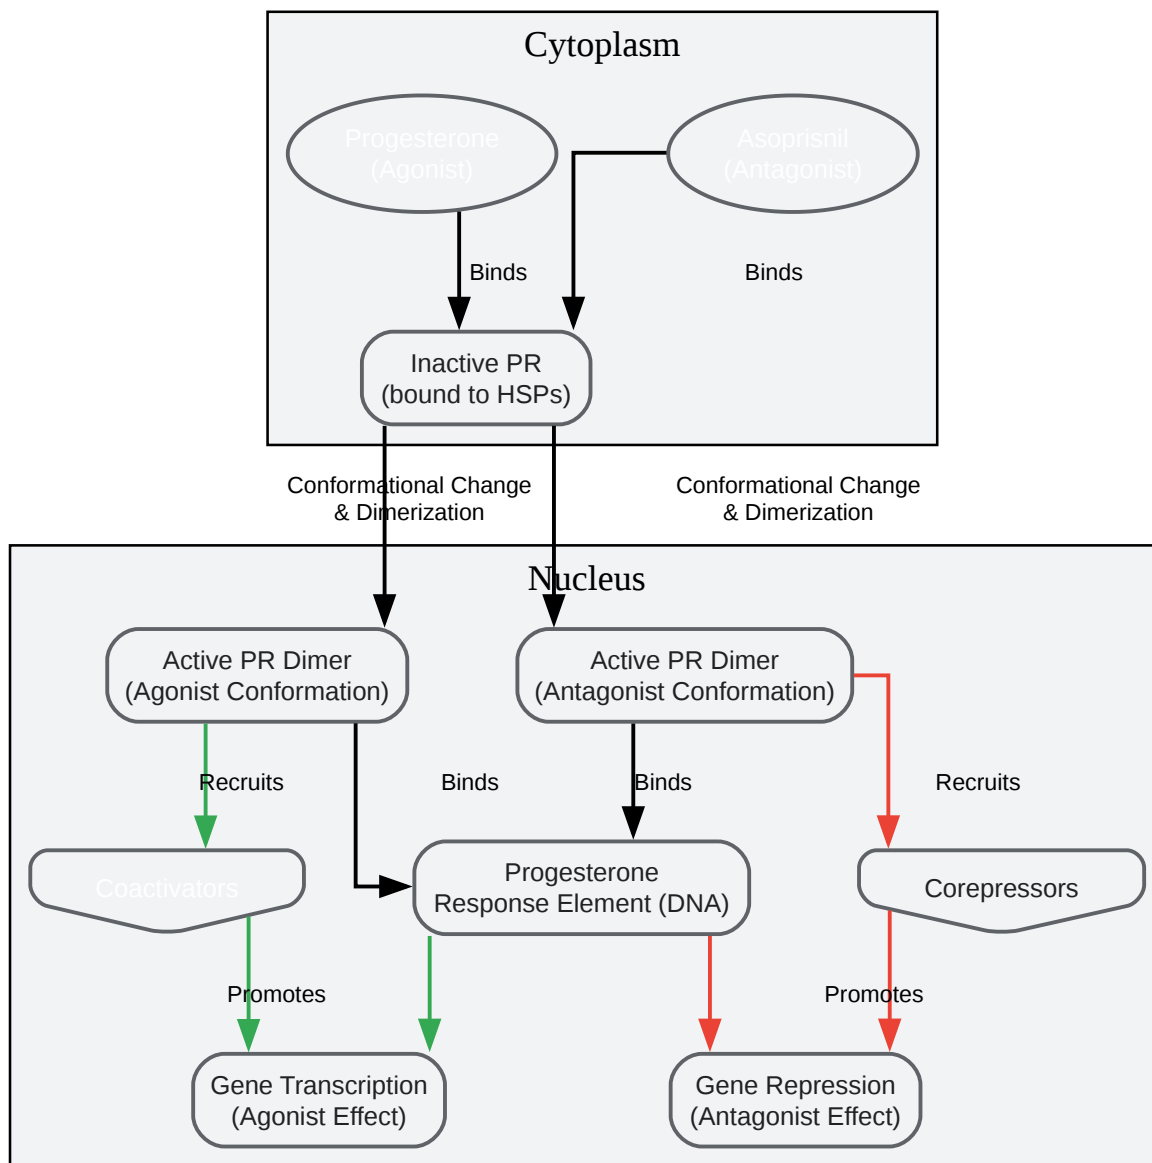 Cytoplasm
Progesterone
(Agonist)
Asoprisnil
(Antagonist)
Binds
Binds
Inactive PR
(bound to HSPs)
Conformational Change
& Dimerization
Conformational Change
& Dimerization
Nucleus
Active PR Dimer
(Agonist Conformation)
Active PR Dimer
(Antagonist Conformation)
Recruits
Binds
Binds
Recruits
Coactivators
Progesterone
Response Element (DNA)
Corepressors
Promotes
Promotes
Gene Transcription
(Agonist Effect)
Gene Repression
(Antagonist Effect)